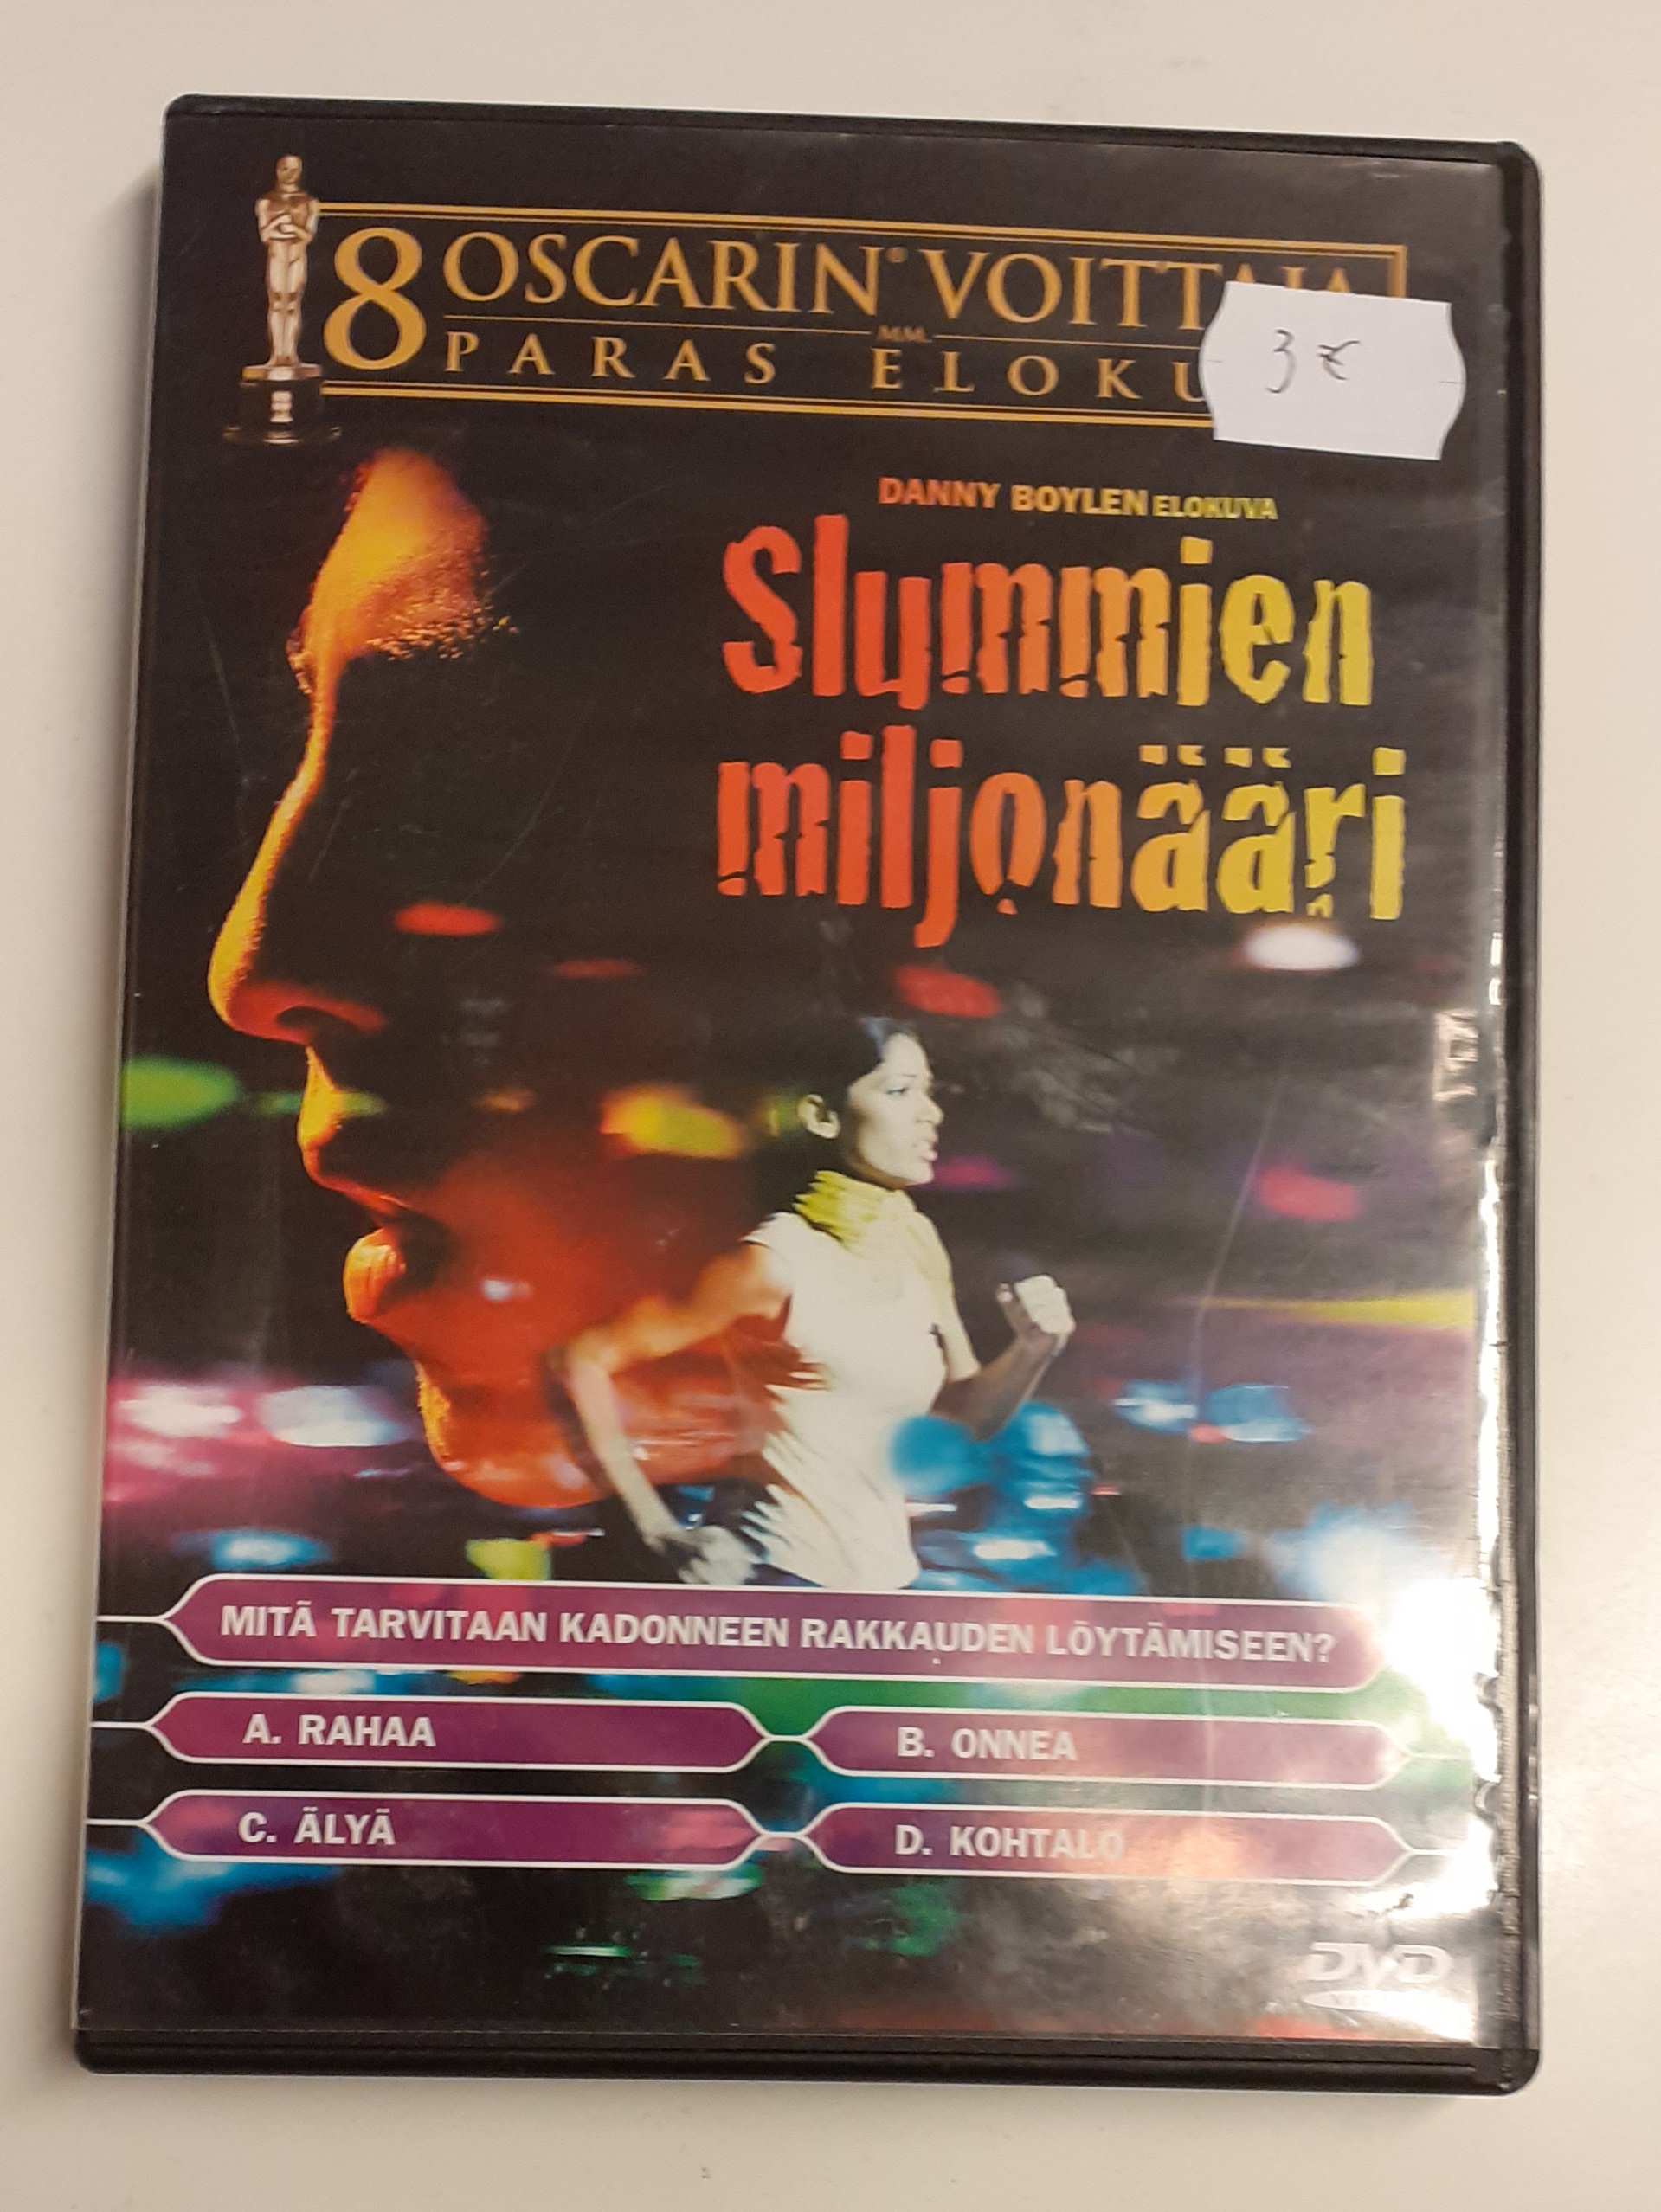 8 OSCARIN® VOITTAJA
MM.
PARAS
3 €
DANNY BOYLEN ELOKUVA
Slummien
miljonääri
MITÄ TARVITAAN KADONNEEN RAKKAUDEN LÖYTÄMISEEN?
A. RAHAA
B. ONNEA
C. ÄLYÄ
D. KOHTALO
DVD